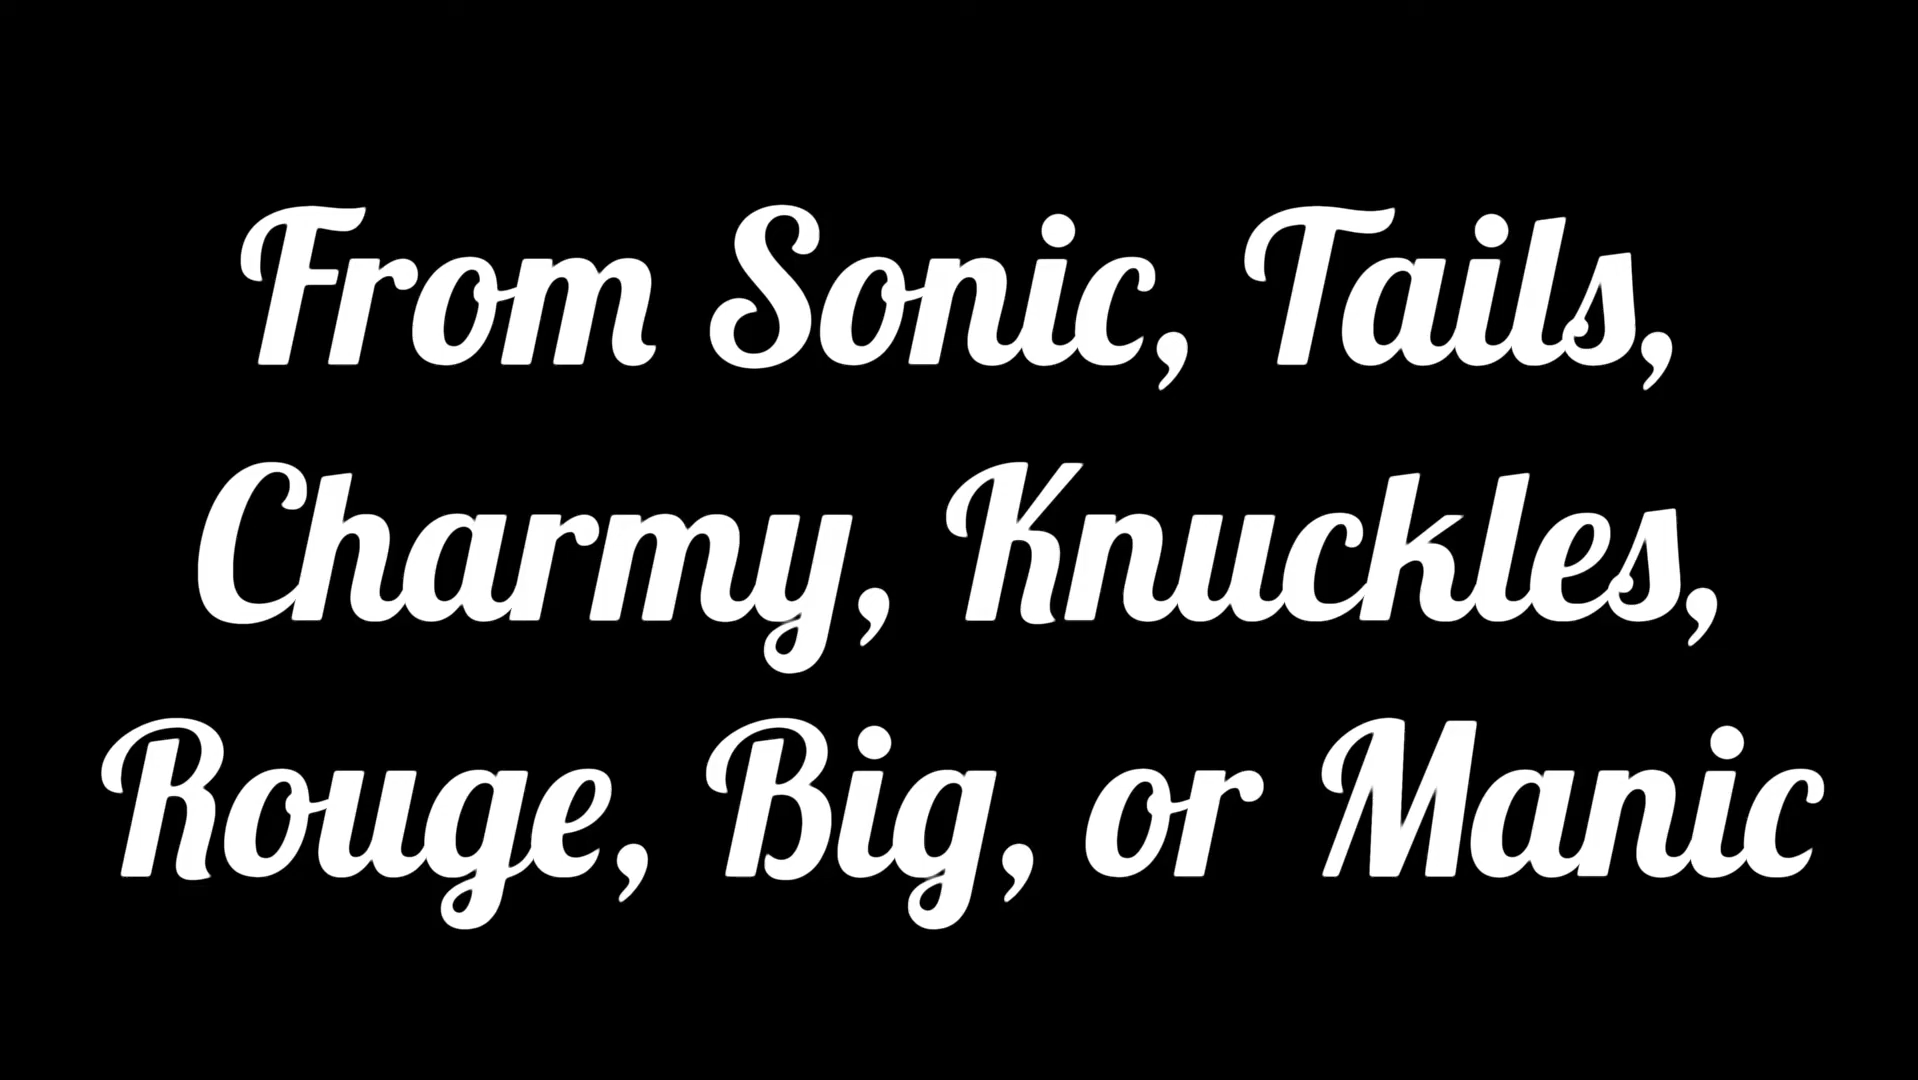 From Sonic, Tails,
Charmy, Knuckles,
Rouge, Big, or Manic